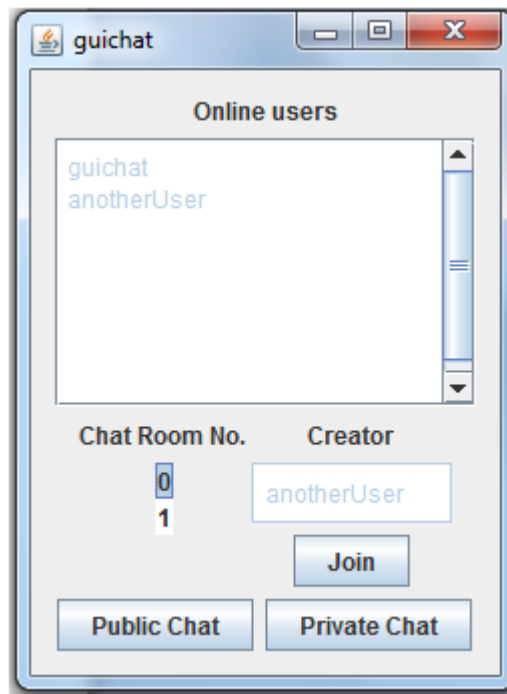 guichat
Online users
guichat
anotherUser
Chat Room No. Creator
0 anotherUser
1
Join
Public Chat Private Chat